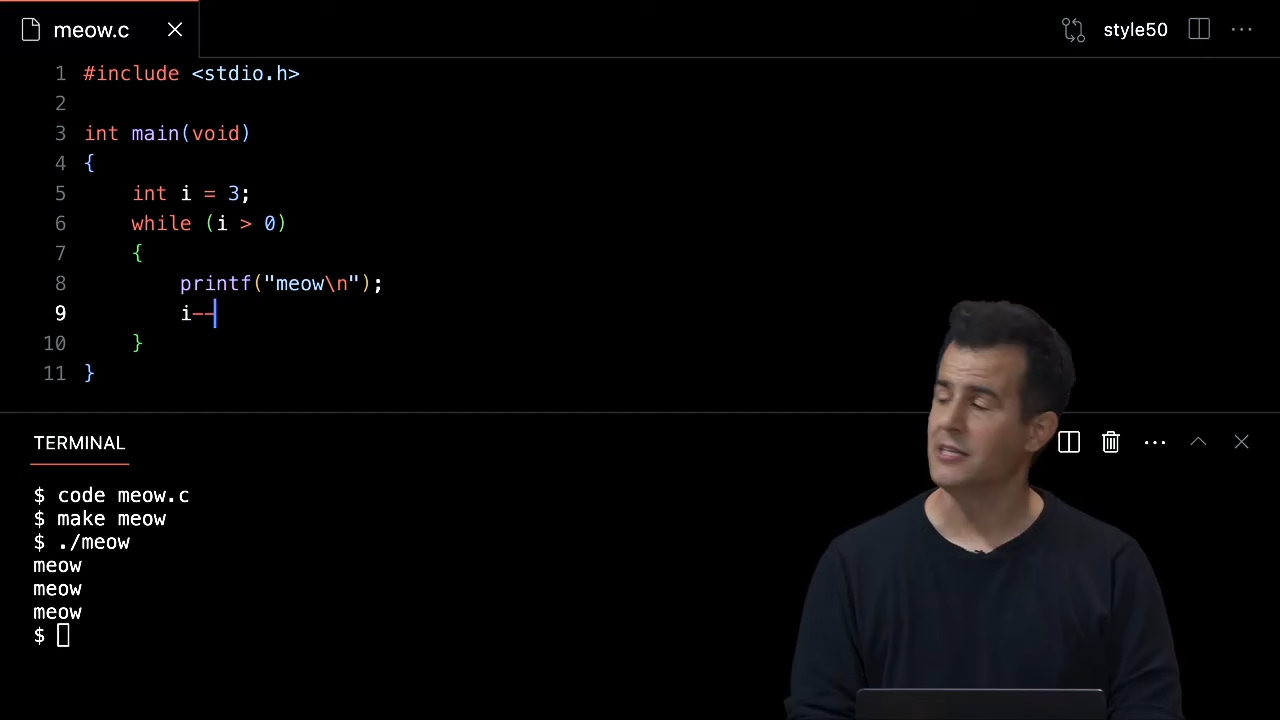 meow.c
style50
1 #include <stdio.h>
2
3 int main(void)
4 {
5     int i = 3;
6     while (i > 0)
7     {
8         printf("meow\n");
9         i--
10     }
11 }
TERMINAL
$ code meow.c
$ make meow
$ ./meow
meow
meow
meow
$